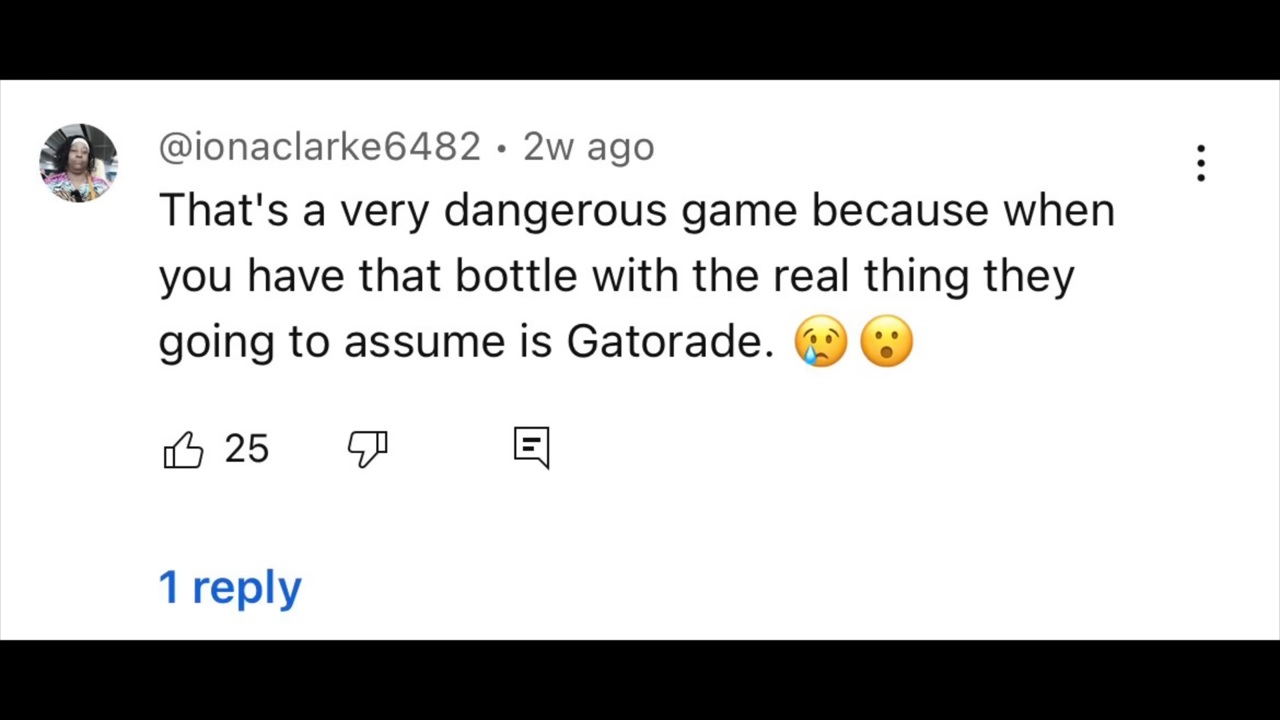 @ionaclarke6482 • 2w ago
That's a very dangerous game because when
you have that bottle with the real thing they
going to assume is Gatorade. 😢😮
25
1 reply